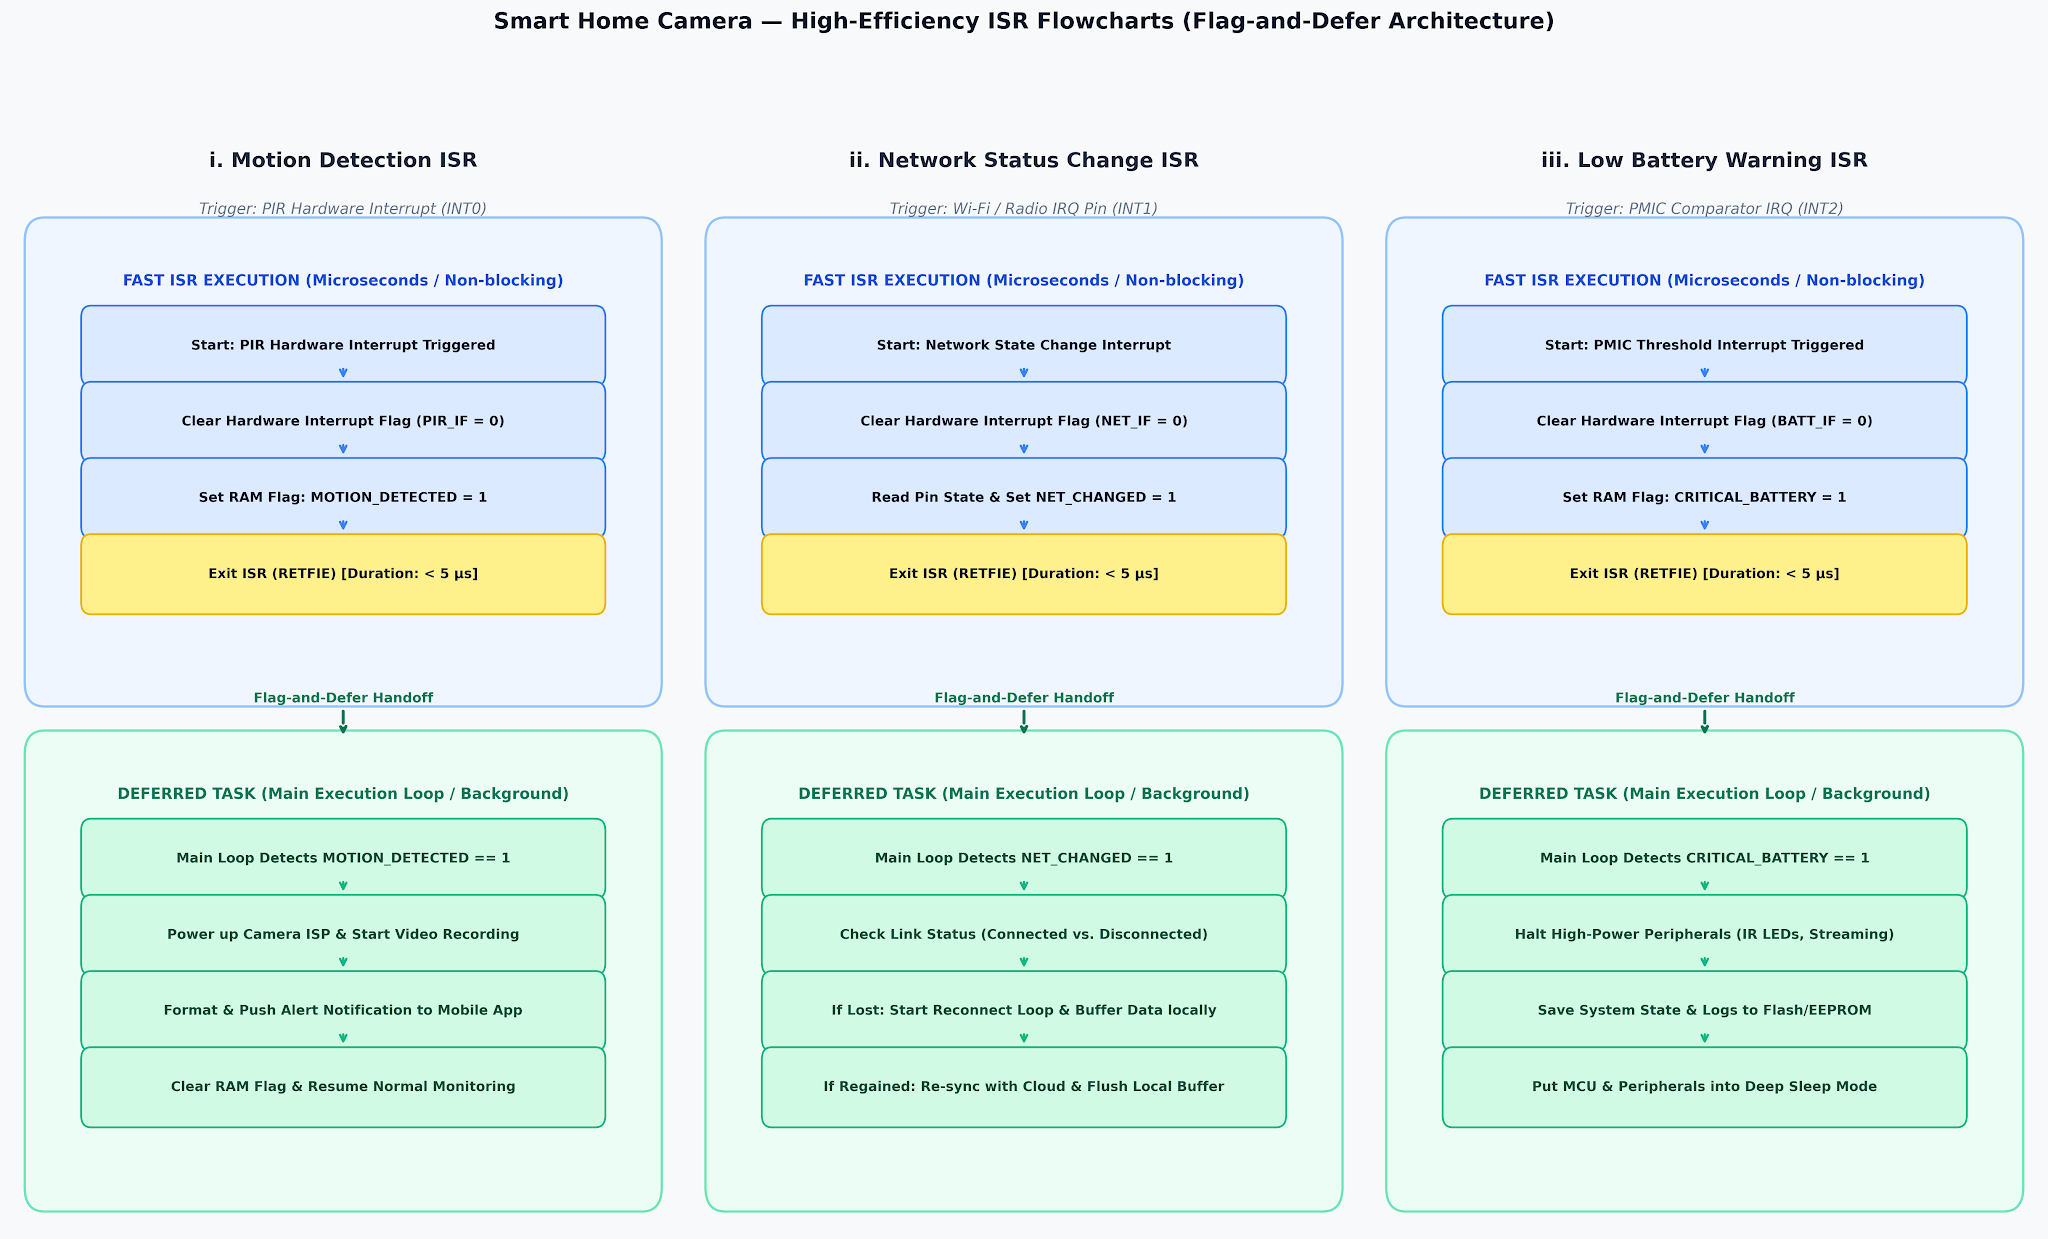 Smart Home Camera — High-Efficiency ISR Flowcharts (Flag-and-Defer Architecture)
i. Motion Detection ISR
Trigger: PIR Hardware Interrupt (INT0)
FAST ISR EXECUTION (Microseconds / Non-blocking)
Start: PIR Hardware Interrupt Triggered
Clear Hardware Interrupt Flag (PIR_IF = 0)
Set RAM Flag: MOTION_DETECTED = 1
Exit ISR (RETFIE) [Duration: < 5 µs]
Flag-and-Defer Handoff
DEFERRED TASK (Main Execution Loop / Background)
Main Loop Detects MOTION_DETECTED == 1
Power up Camera ISP & Start Video Recording
Format & Push Alert Notification to Mobile App
Clear RAM Flag & Resume Normal Monitoring
ii. Network Status Change ISR
Trigger: Wi-Fi / Radio IRQ Pin (INT1)
FAST ISR EXECUTION (Microseconds / Non-blocking)
Start: Network State Change Interrupt
Clear Hardware Interrupt Flag (NET_IF = 0)
Read Pin State & Set NET_CHANGED = 1
Exit ISR (RETFIE) [Duration: < 5 µs]
Flag-and-Defer Handoff
DEFERRED TASK (Main Execution Loop / Background)
Main Loop Detects NET_CHANGED == 1
Check Link Status (Connected vs. Disconnected)
If Lost: Start Reconnect Loop & Buffer Data locally
If Regained: Re-sync with Cloud & Flush Local Buffer
iii. Low Battery Warning ISR
Trigger: PMIC Comparator IRQ (INT2)
FAST ISR EXECUTION (Microseconds / Non-blocking)
Start: PMIC Threshold Interrupt Triggered
Clear Hardware Interrupt Flag (BATT_IF = 0)
Set RAM Flag: CRITICAL_BATTERY = 1
Exit ISR (RETFIE) [Duration: < 5 µs]
Flag-and-Defer Handoff
DEFERRED TASK (Main Execution Loop / Background)
Main Loop Detects CRITICAL_BATTERY == 1
Halt High-Power Peripherals (IR LEDs, Streaming)
Save System State & Logs to Flash/EEPROM
Put MCU & Peripherals into Deep Sleep Mode